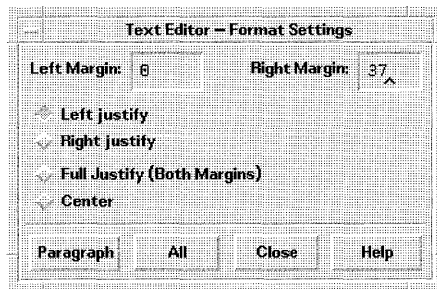 Text Editor – Format Settings
Left Margin: 0 Right Margin: 37
Left justify
Right justify
Full Justify (Both Margins)
Center
Paragraph All Close Help